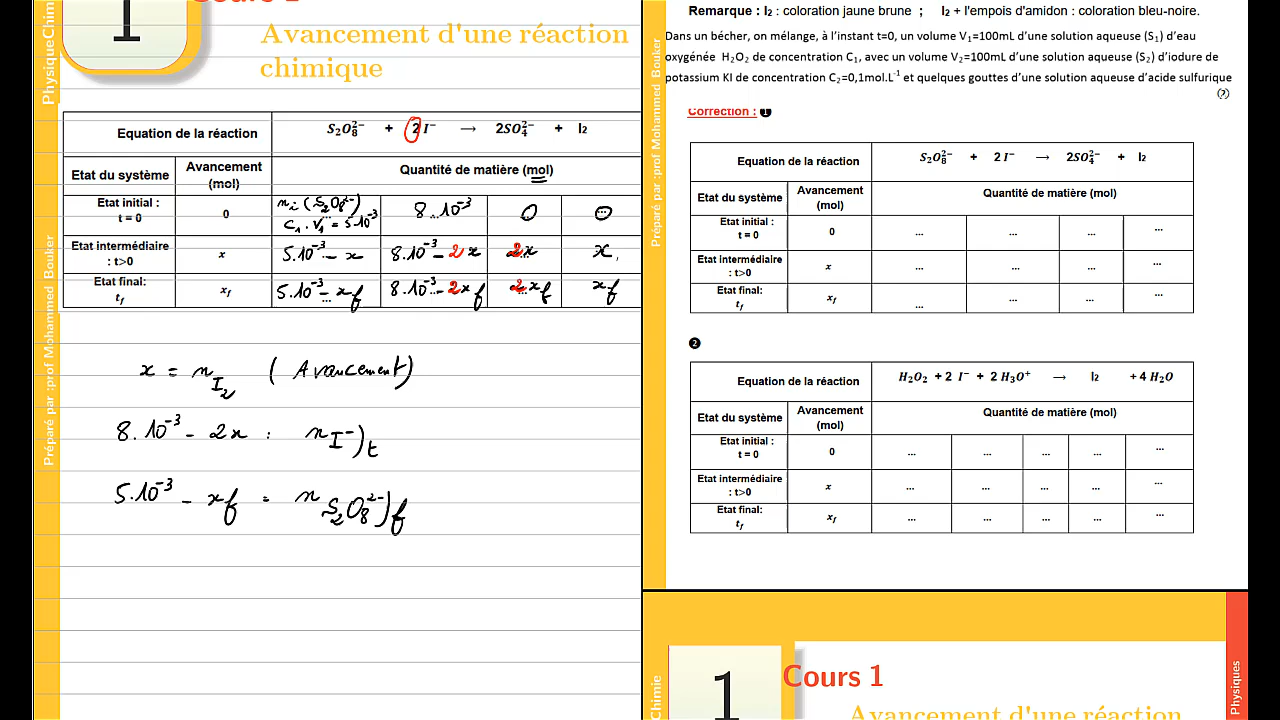 Cours 1
1
PhysiqueChim
Avancement d'une réaction
chimique
Préparé par :prof Mohammed Bouker
Equation de la réaction S₂O₈²⁻ + 2 I⁻ → 2SO₄²⁻ + I₂
Etat du système Avancement (mol) Quantité de matière (mol)
Etat initial : t = 0 0 nᵢ(S₂O₈²⁻) C₁.V₁ = 5.10⁻³ 8.10⁻³ 0 0
Etat intermédiaire : t>0 x 5.10⁻³ - x 8.10⁻³ - 2x 2x x
Etat final: t_f x_f 5.10⁻³ - x_f 8.10⁻³ - 2x_f 2x_f x_f
x = n I₂ (Avancement)
8.10⁻³ - 2x : n I⁻)t
5.10⁻³ - x_f = n S₂O₈²⁻)f
Remarque : I₂ : coloration jaune brune ; I₂ + l'empois d'amidon : coloration bleu-noire.
Dans un bécher, on mélange, à l'instant t=0, un volume V₁=100mL d'une solution aqueuse (S₁) d'eau
oxygénée H₂O₂ de concentration C₁, avec un volume V₂=100mL d'une solution aqueuse (S₂) d'iodure de
potassium KI de concentration C₂=0,1mol.L⁻¹ et quelques gouttes d'une solution aqueuse d'acide sulfurique
(2)
Préparé par :prof Mohammed Bouker
Correction : ❶
Equation de la réaction S₂O₈²⁻ + 2 I⁻ → 2SO₄²⁻ + I₂
Etat du système Avancement (mol) Quantité de matière (mol)
Etat initial : t = 0 0 ... ... ... ...
Etat intermédiaire : t>0 x ... ... ... ...
Etat final: t_f x_f ... ... ... ...
❷
Equation de la réaction H₂O₂ + 2 I⁻ + 2 H₃O⁺ → I₂ + 4 H₂O
Etat du système Avancement (mol) Quantité de matière (mol)
Etat initial : t = 0 0 ... ... ... ... ...
Etat intermédiaire : t>0 x ... ... ... ... ...
Etat final: t_f x_f ... ... ... ... ...
Chimie
1
Cours 1
Avancement d'une réaction
Physiques